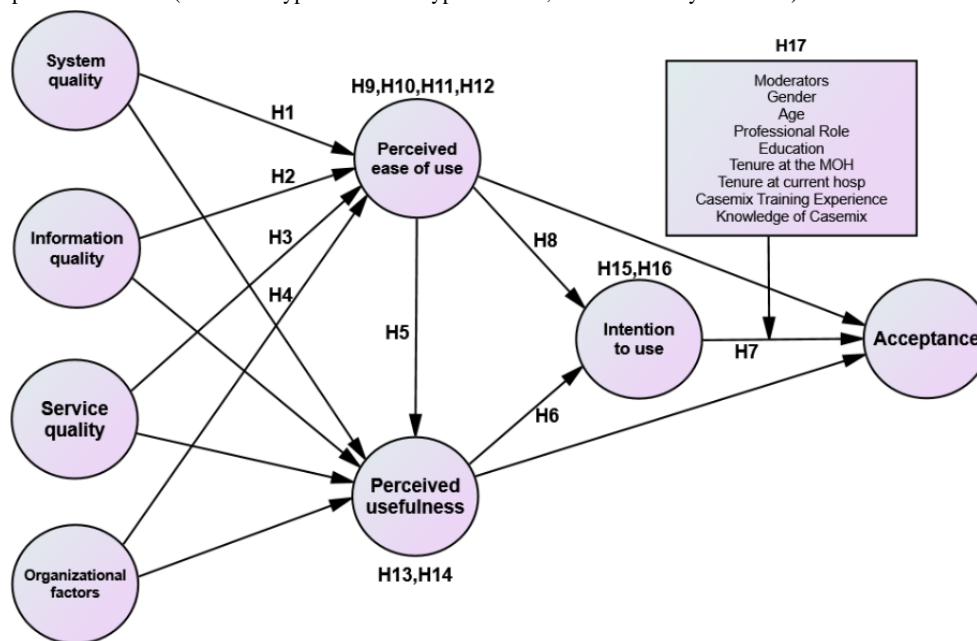 System
quality
H1
H9,H10,H11,H12
Perceived
ease of use
H17
Moderators
Gender
Age
Professional Role
Education
Tenure at the MOH
Tenure at current hosp
Casemix Training Experience
Knowledge of Casemix
H2
Information
quality
H3
H4
H8
H15,H16
H5
Intention
to use
H7
Acceptance
Service
quality
H6
Perceived
usefulness
H13,H14
Organizational
factors